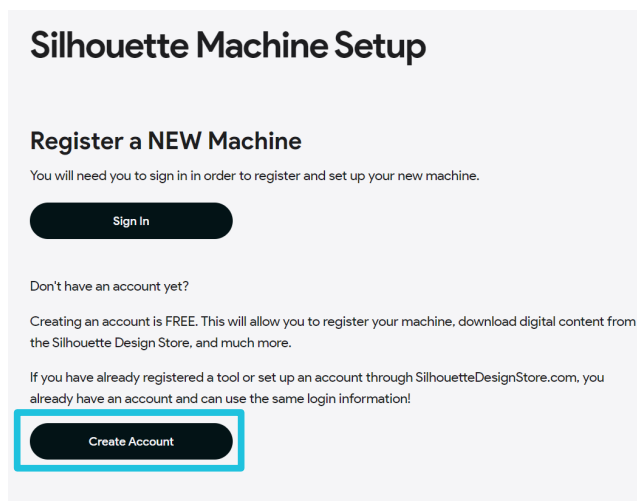 Silhouette Machine Setup
Register a NEW Machine
You will need you to sign in in order to register and set up your new machine.
Sign In
Don't have an account yet?
Creating an account is FREE. This will allow you to register your machine, download digital content from
the Silhouette Design Store, and much more.
If you have already registered a tool or set up an account through SilhouetteDesignStore.com, you
already have an account and can use the same login information!
Create Account